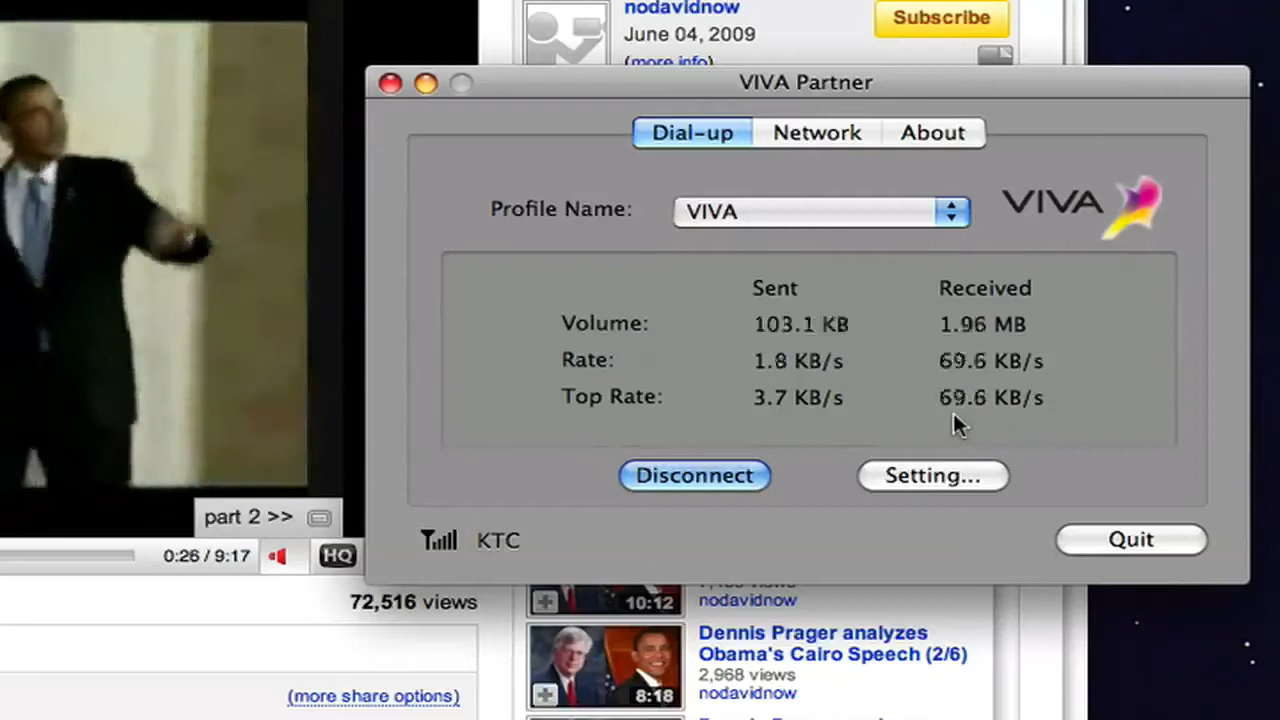 nodavidnow
June 04, 2009
(more info)
Subscribe
VIVA Partner
Dial-up Network About
Profile Name: VIVA
VIVA
Sent Received
Volume: 103.1 KB 1.96 MB
Rate: 1.8 KB/s 69.6 KB/s
Top Rate: 3.7 KB/s 69.6 KB/s
Disconnect Setting...
KTC
Quit
part 2 >>
0:26 / 9:17
HQ
72,516 views
(more share options)
10:12
nodavidnow
Dennis Prager analyzes
Obama's Cairo Speech (2/6)
2,968 views
nodavidnow
8:18